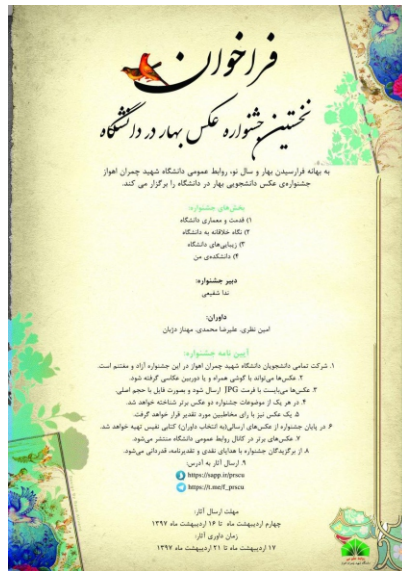 فراخوان
نخستین جشنواره عکس بهار در دانشگاه
به بهانه فرارسیدن بهار و سال نو، روابط عمومی دانشگاه شهید چمران اهواز
جشنواره‌ی عکس دانشجویی بهار در دانشگاه را برگزار می کند.
بخش‌های جشنواره:
۱) قدمت و معماری دانشگاه
۲) نگاه خلاقانه به دانشگاه
۳) زیبایی‌های دانشگاه
۴) دانشکده‌ی من
دبیر جشنواره:
ندا شفیعی
داوران:
امین نظری، علیرضا محمدی، مهناز دژبان
آیین نامه جشنواره:
۱. شرکت تمامی دانشجویان دانشگاه شهید چمران اهواز در این جشنواره آزاد و مغتنم است.
۲. عکس‌ها می‌تواند با گوشی همراه و یا دوربین عکاسی گرفته شود.
۳. عکس‌ها می‌بایست با فرمت JPG ارسال شود و بصورت فایل با حجم اصلی.
۴. در هر یک از موضوعات جشنواره دو عکس برتر شناخته خواهد شد.
۵. یک عکس نیز با رای مخاطبین مورد تقدیر قرار خواهد گرفت.
۶. در پایان جشنواره از عکس‌های ارسالی(به انتخاب داوران) کتابی نفیس تهیه خواهد شد.
۷. عکس‌های برتر در کانال روابط عمومی دانشگاه منتشر می‌شود.
۸. از برگزیدگان جشنواره با هدایای نقدی و تقدیرنامه، قدردانی می‌شود.
۹. ارسال آثار به آدرس:
https://sapp.ir/prscu
https://t.me/f_prscu
مهلت ارسال آثار:
چهارم اردیبهشت ماه تا ۱۶ اردیبهشت ماه ۱۳۹۷
زمان داوری آثار:
۱۷ اردیبهشت ماه تا ۲۱ اردیبهشت ماه ۱۳۹۷